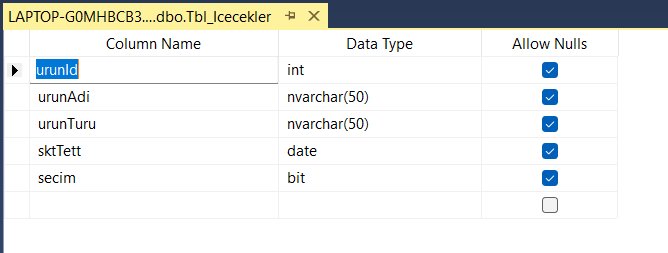 LAPTOP-G0MHBCB3....dbo.Tbl_Icecekler
Column Name Data Type Allow Nulls
urunId int
urunAdi nvarchar(50)
urunTuru nvarchar(50)
sktTett date
secim bit